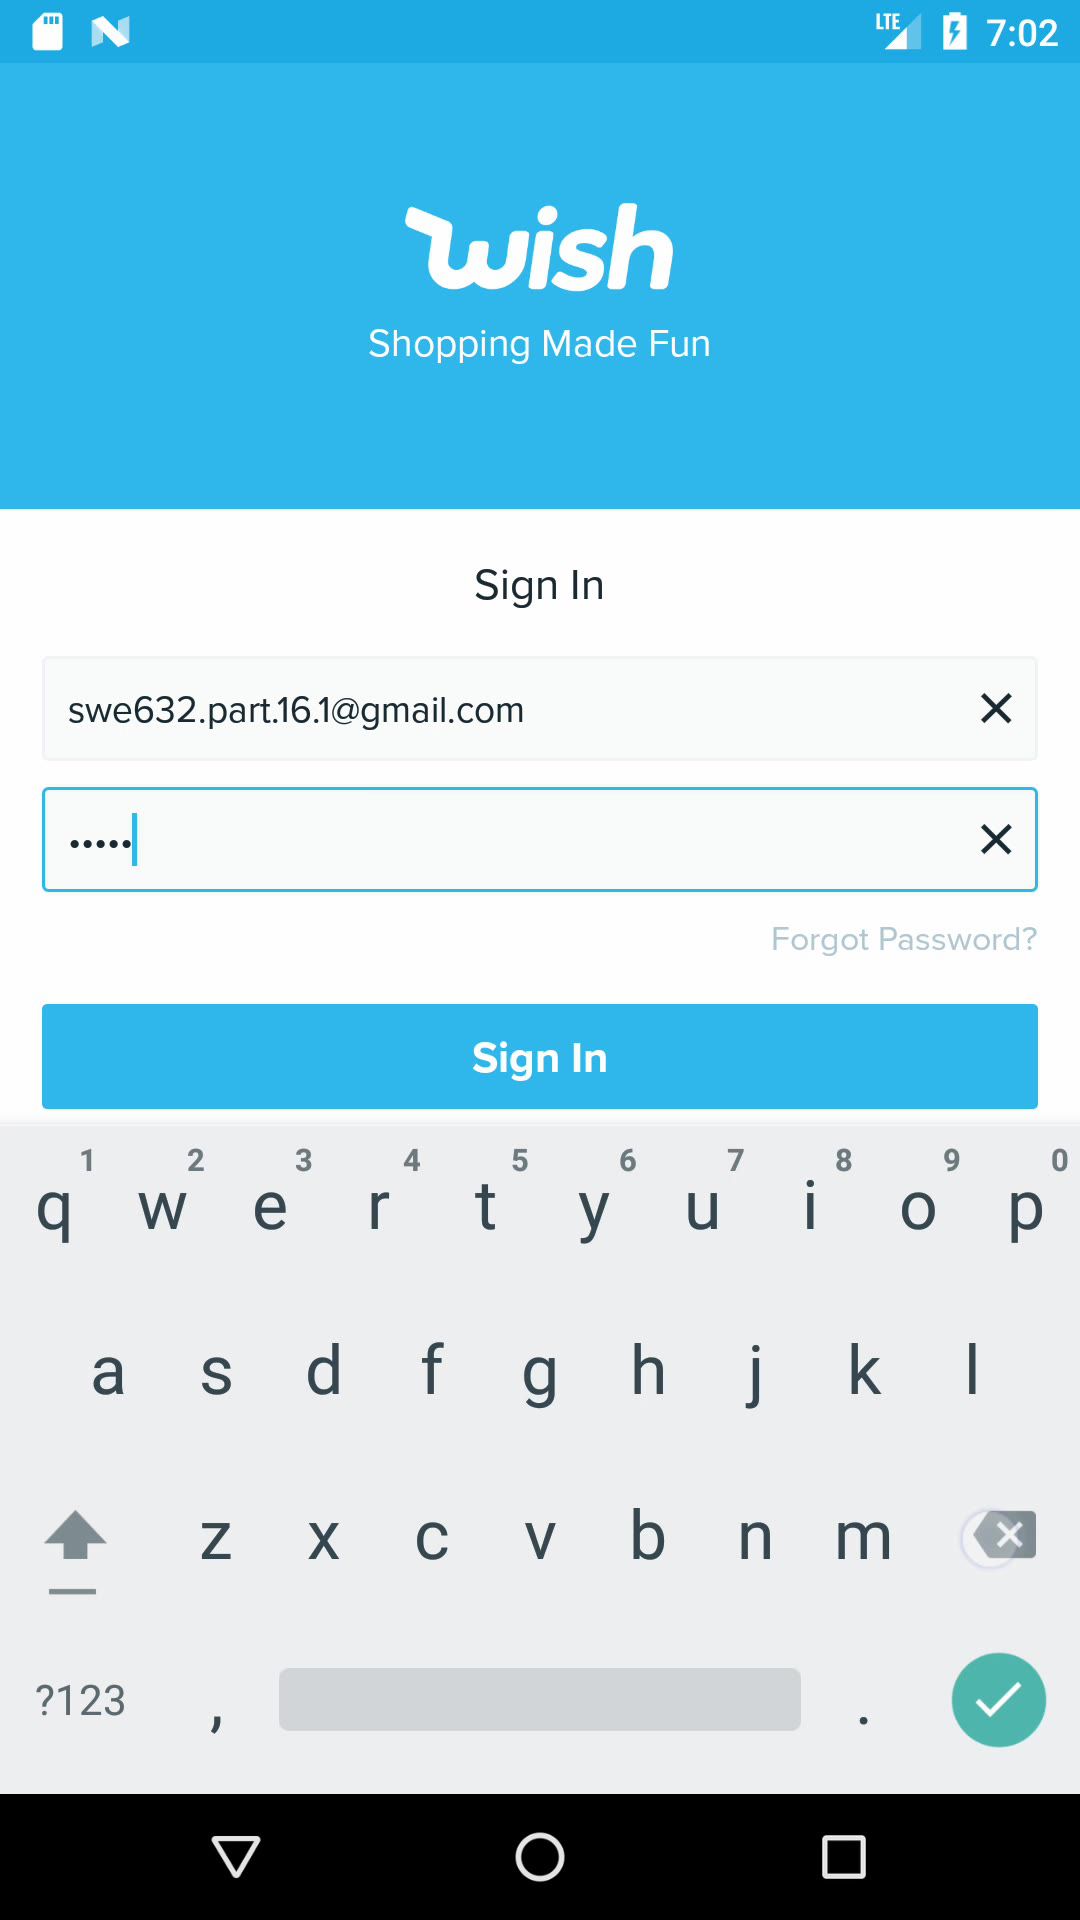 LTE 7:02
wish
Shopping Made Fun
Sign In
swe632.part.16.1@gmail.com
•••••
Forgot Password?
Sign In
1 2 3 4 5 6 7 8 9 0
q w e r t y u i o p
a s d f g h j k l
z x c v b n m
?123 , .